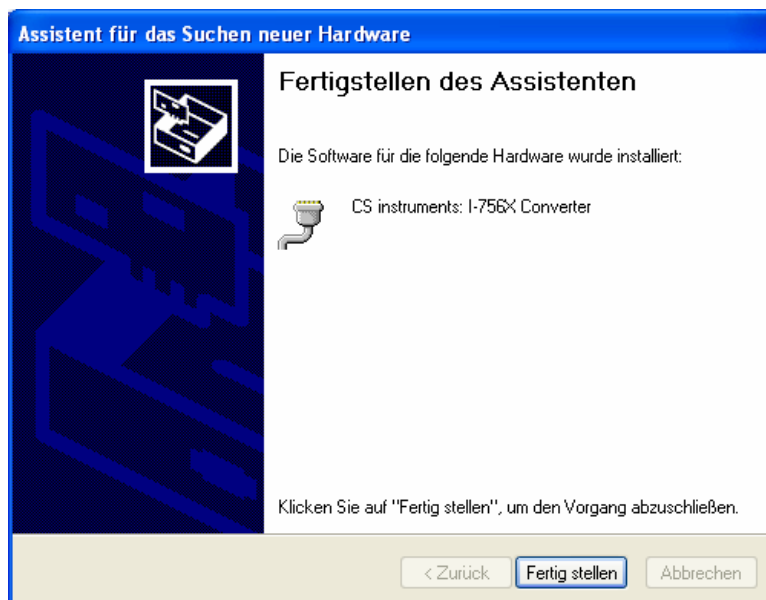 Assistent für das Suchen neuer Hardware
Fertigstellen des Assistenten
Die Software für die folgende Hardware wurde installiert:
CS instruments: I-756X Converter
Klicken Sie auf "Fertig stellen", um den Vorgang abzuschließen.
< Zurück Fertig stellen Abbrechen